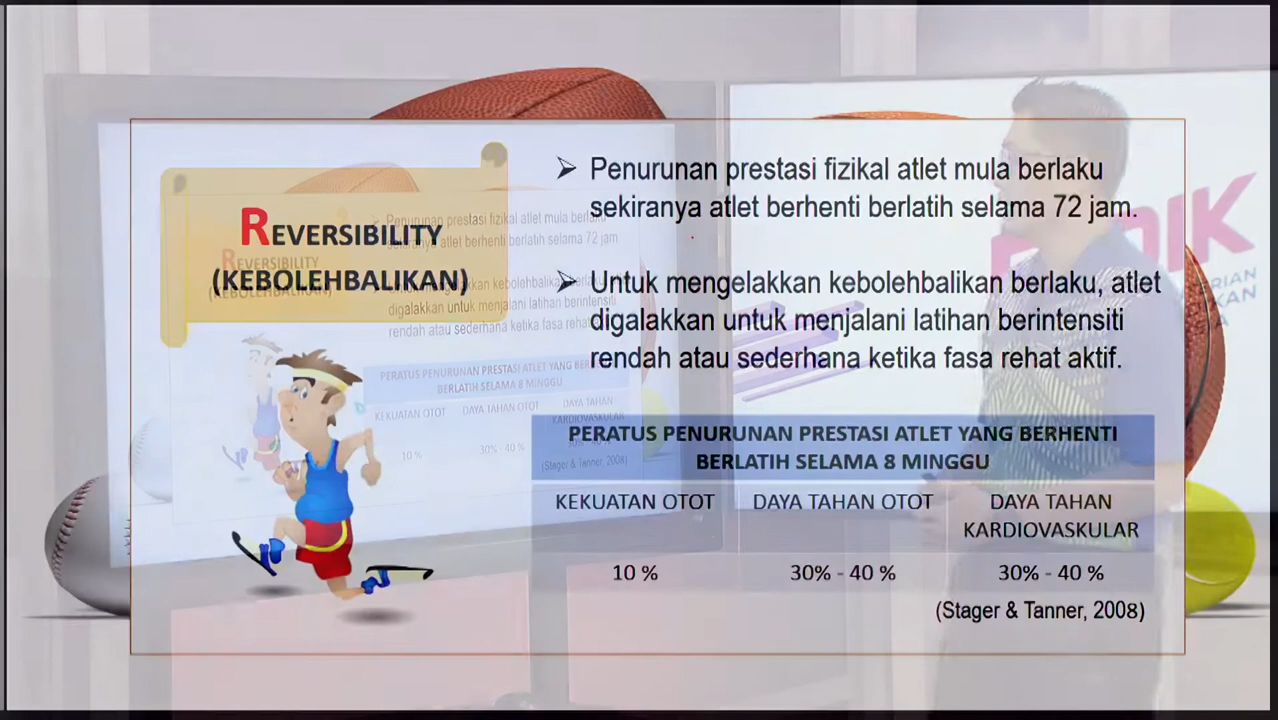 REVERSIBILITY
(KEBOLEHBALIKAN)
➢ Penurunan prestasi fizikal atlet mula berlaku
sekiranya atlet berhenti berlatih selama 72 jam.
➢ Untuk mengelakkan kebolehbalikan berlaku, atlet
digalakkan untuk menjalani latihan berintensiti
rendah atau sederhana ketika fasa rehat aktif.
PERATUS PENURUNAN PRESTASI ATLET YANG BERHENTI
BERLATIH SELAMA 8 MINGGU
KEKUATAN OTOT DAYA TAHAN OTOT DAYA TAHAN
KARDIOVASKULAR
10 % 30% - 40 % 30% - 40 %
(Stager & Tanner, 2008)